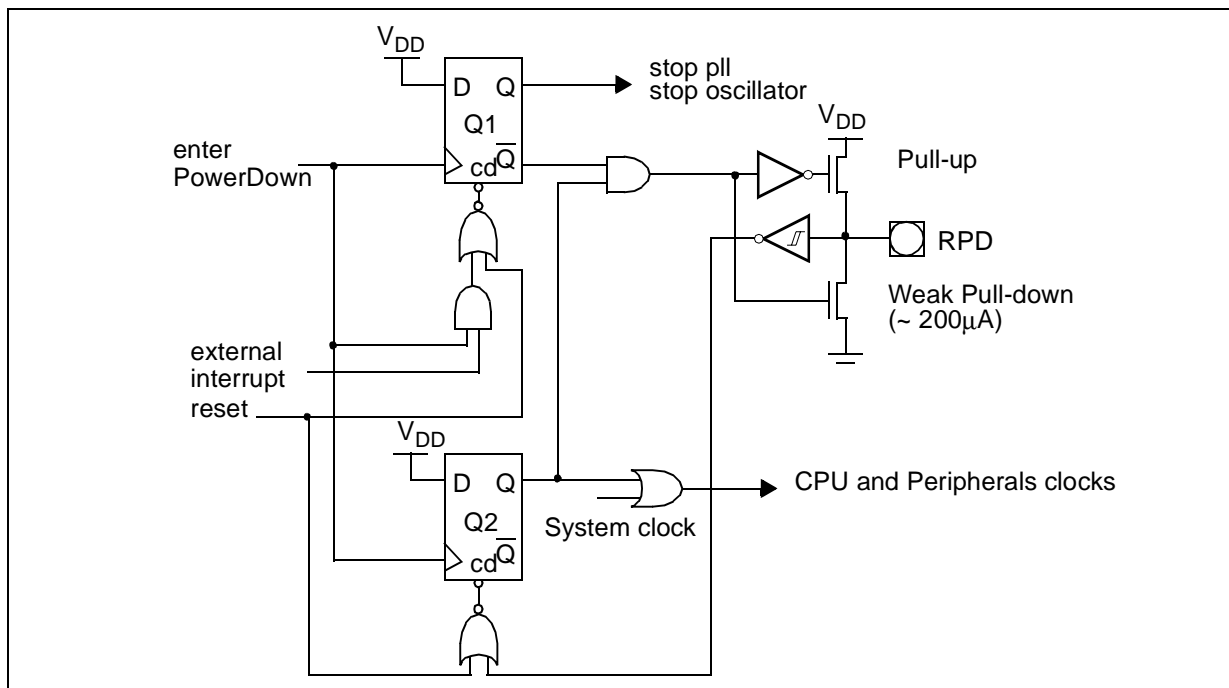 VDD
D Q
Q1
cd Q̅
stop pll
stop oscillator
VDD
enter
PowerDown
Pull-up
RPD
Weak Pull-down
(~ 200μA)
external
interrupt
reset
VDD
D Q
Q2
cd Q̅
System clock
CPU and Peripherals clocks